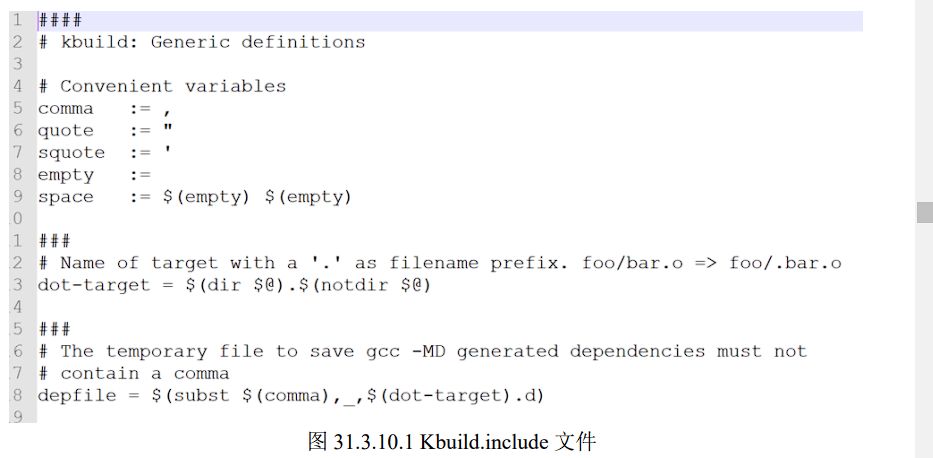 1 ####
2 # kbuild: Generic definitions
3
4 # Convenient variables
5 comma   := ,
6 quote   := "
7 squote  := '
8 empty   :=
9 space   := $(empty) $(empty)
0
1 ###
2 # Name of target with a '.' as filename prefix. foo/bar.o => foo/.bar.o
3 dot-target = $(dir $@).$(notdir $@)
4
5 ###
6 # The temporary file to save gcc -MD generated dependencies must not
7 # contain a comma
8 depfile = $(subst $(comma),_,$(dot-target).d)
9
图 31.3.10.1 Kbuild.include 文件